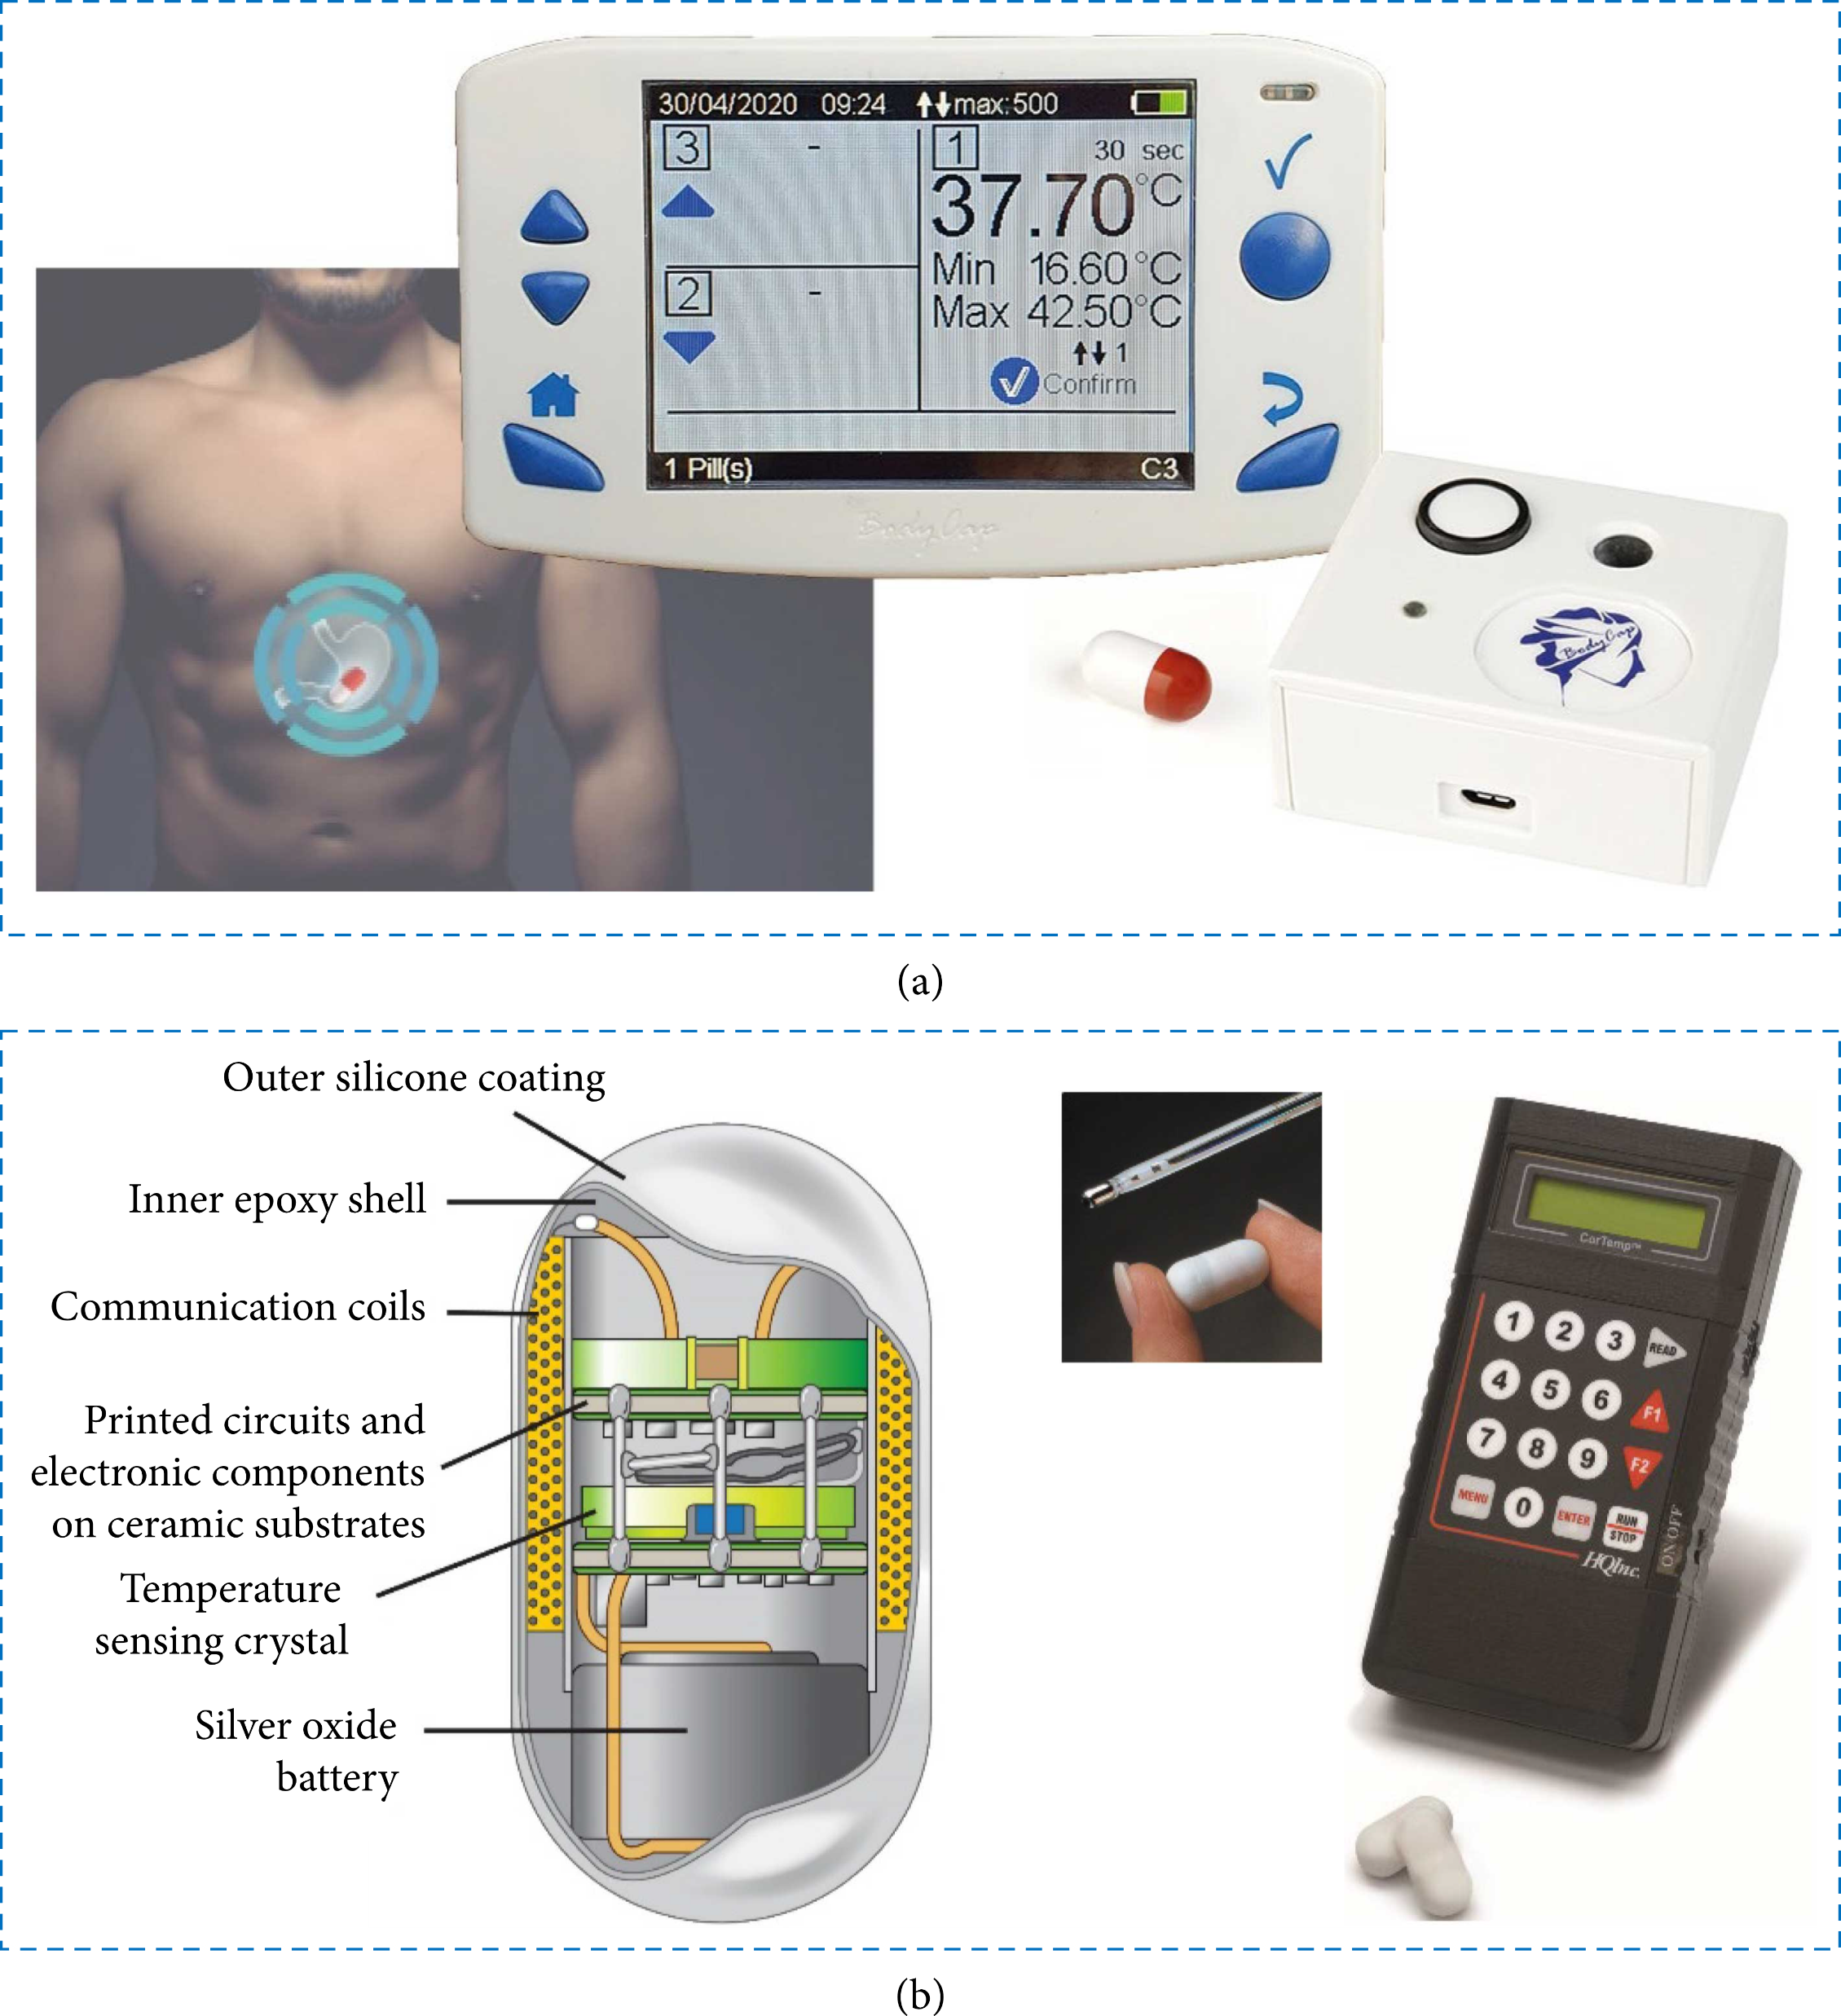 30/04/2020 09:24 max:500
3 -
1 30 sec
37.70°C
Min 16.60°C
Max 42.50°C
2 -
1
Confirm
1 Pill(s) C3
BodyCap
BodyCap
(a)
Outer silicone coating
Inner epoxy shell
Communication coils
Printed circuits and
electronic components
on ceramic substrates
Temperature
sensing crystal
Silver oxide
battery
CorTemp™
1 2 3 READ
4 5 6 F1
7 8 9 F2
MENU 0 ENTER RUN
STOP
HQInc.
ON/OFF
(b)